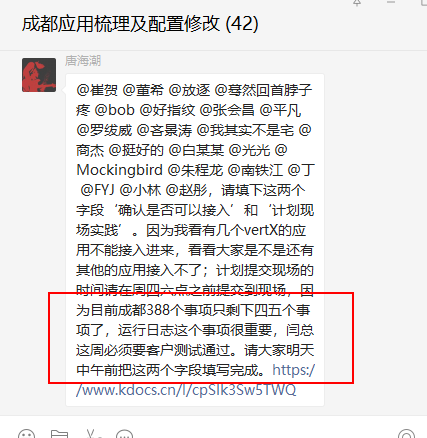 成都应用梳理及配置修改 (42)
唐海潮
@崔贺 @董希 @放逐 @蓦然回首脖子
疼 @bob @好指纹 @张会昌 @平凡
@罗绂威 @吝景涛 @我其实不是宅 @
商杰 @挺好的 @白某某 @光光 @
Mockingbird @朱程龙 @南铁江 @丁
@FYJ @小林 @赵彤，请填下这两个
字段‘确认是否可以接入’和‘计划现
场实践’。因为我看有几个vertX的应
用不能接入进来，看看大家是不是还有
其他的应用接入不了；计划提交现场的
时间请在周四六点之前提交到现场，因
为目前成都388个事项只剩下四五个事
项了，运行日志这个事项很重要，闫总
这周必须要客户测试通过。请大家明天
中午前把这两个字段填写完成。https:/
/www.kdocs.cn/l/cpSlk3Sw5TWQ